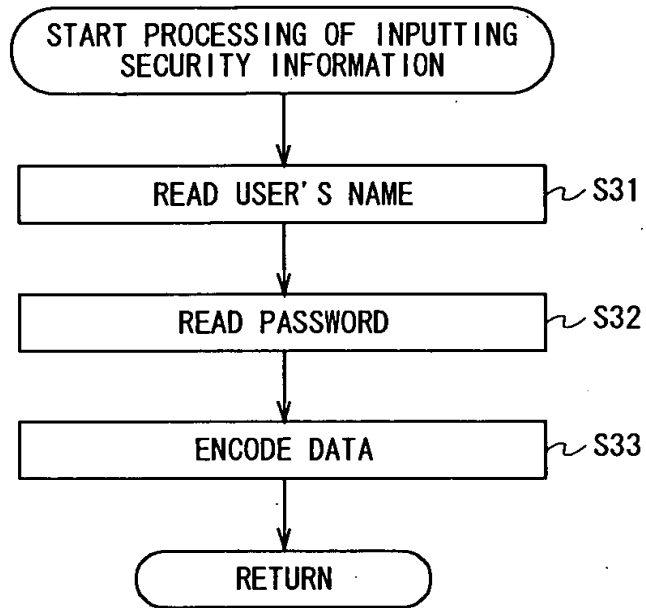 START PROCESSING OF INPUTTING
SECURITY INFORMATION
READ USER'S NAME
S31
READ PASSWORD
S32
ENCODE DATA
S33
RETURN